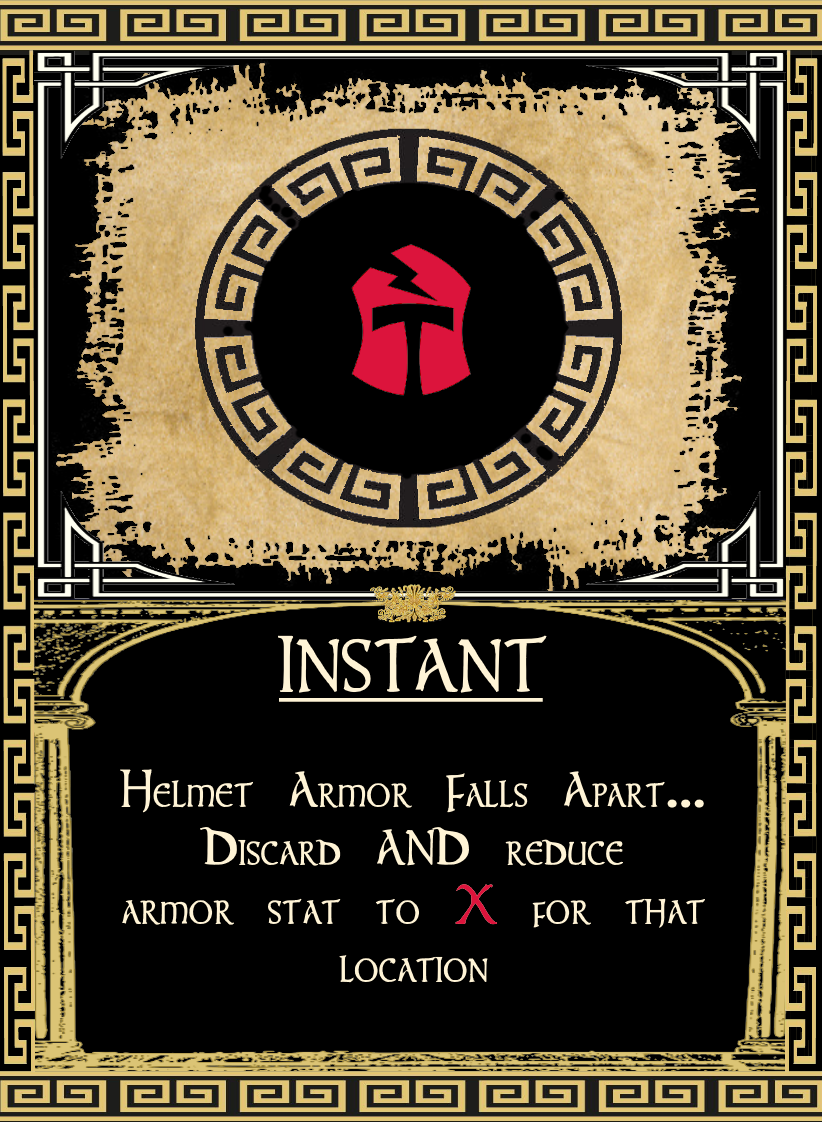 Instant
Helmet Armor Falls Apart...
Discard AND reduce
armor stat to X for that
location